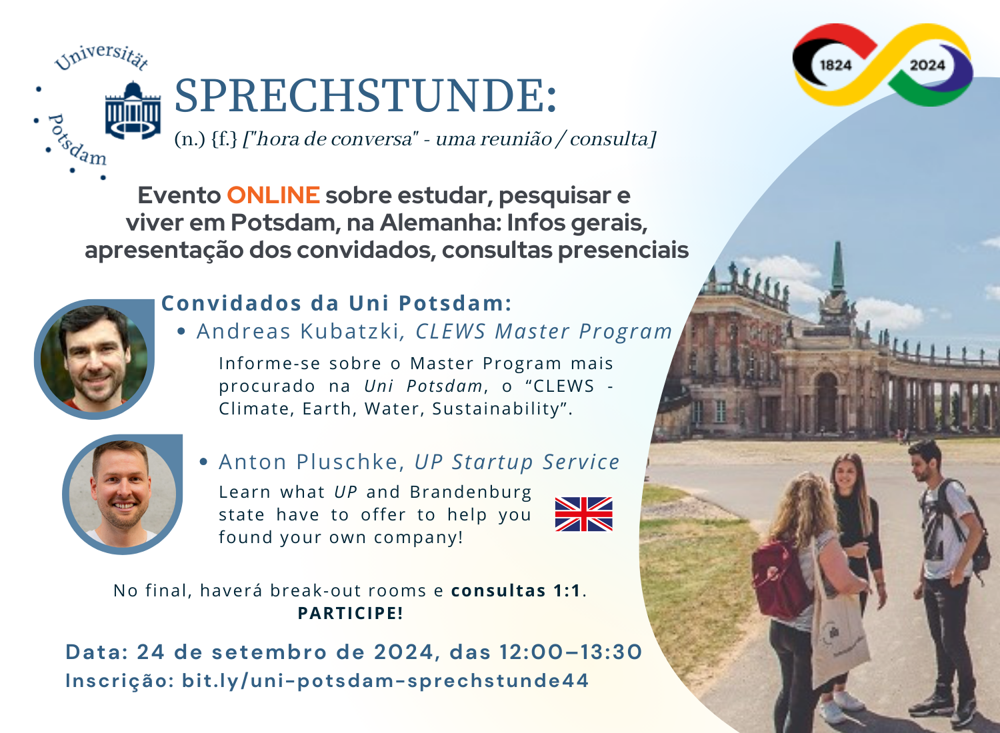 Universität
Potsdam
1824 2024
SPRECHSTUNDE:
(n.) {f.} ["hora de conversa" - uma reunião / consulta]
Evento ONLINE sobre estudar, pesquisar e
viver em Potsdam, na Alemanha: Infos gerais,
apresentação dos convidados, consultas presenciais
Convidados da Uni Potsdam:
• Andreas Kubatzki, CLEWS Master Program
Informe-se sobre o Master Program mais
procurado na Uni Potsdam, o “CLEWS -
Climate, Earth, Water, Sustainability”.
• Anton Pluschke, UP Startup Service
Learn what UP and Brandenburg
state have to offer to help you
found your own company!
No final, haverá break-out rooms e consultas 1:1.
PARTICIPE!
Data: 24 de setembro de 2024, das 12:00–13:30
Inscrição: bit.ly/uni-potsdam-sprechstunde44